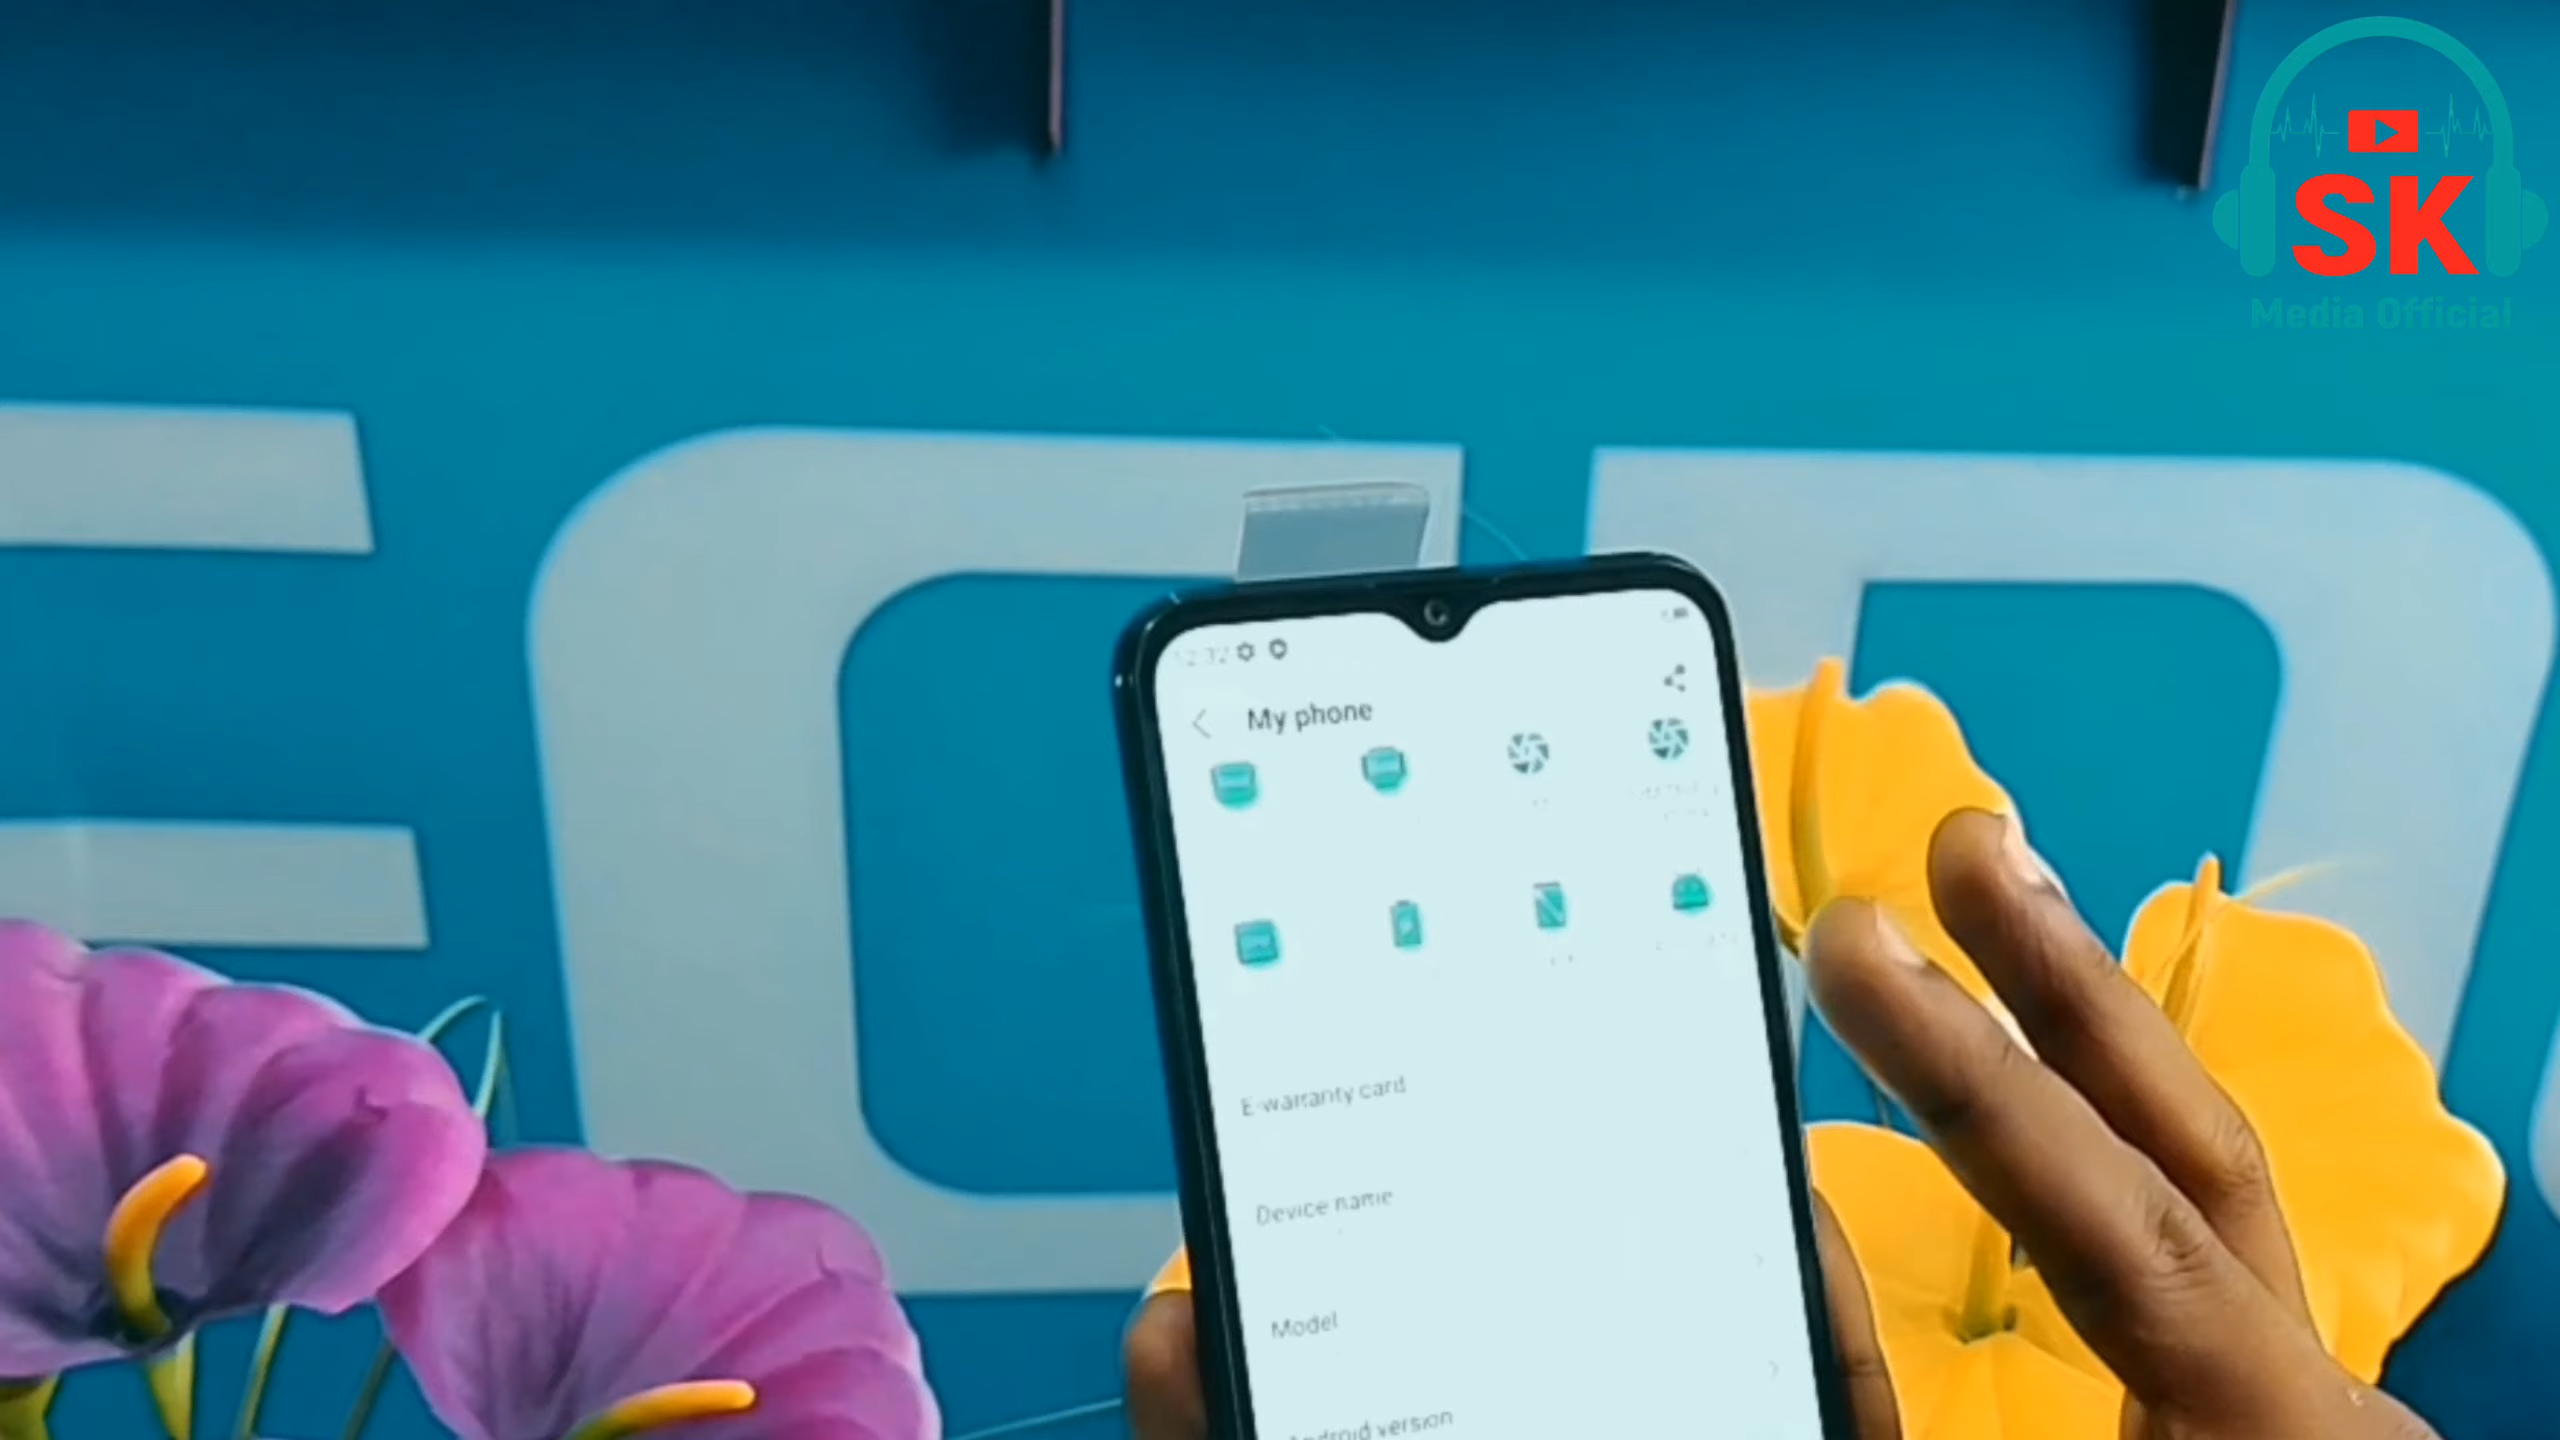 SK
Media Official
12:32
My phone
E-warranty card
Device name
Model
Android version